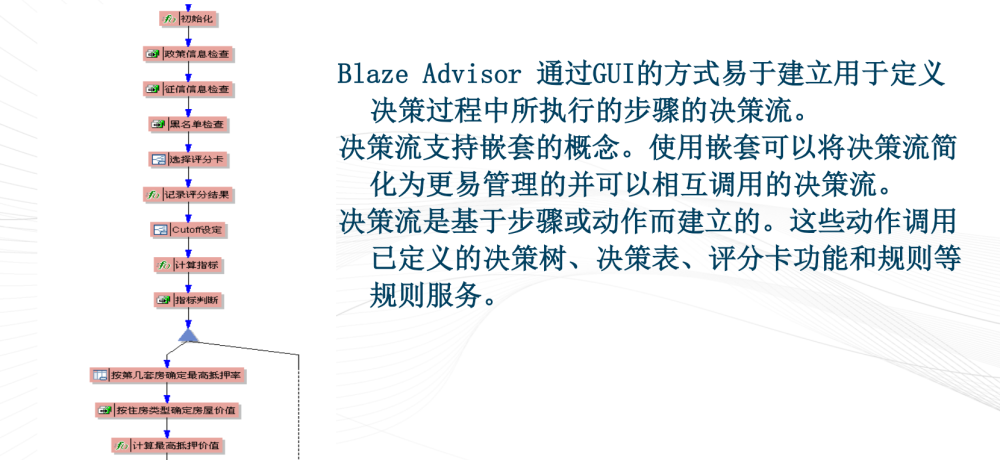 初始化
政策信息检查
征信信息检查
黑名单检查
选择评分卡
记录评分结果
Cutoff设定
计算指标
指标判断
按第几套房确定最高抵押率
按住房类型确定房屋价值
计算最高抵押价值
Blaze Advisor 通过GUI的方式易于建立用于定义
决策过程中所执行的步骤的决策流。
决策流支持嵌套的概念。使用嵌套可以将决策流简
化为更易管理的并可以相互调用的决策流。
决策流是基于步骤或动作而建立的。这些动作调用
已定义的决策树、决策表、评分卡功能和规则等
规则服务。